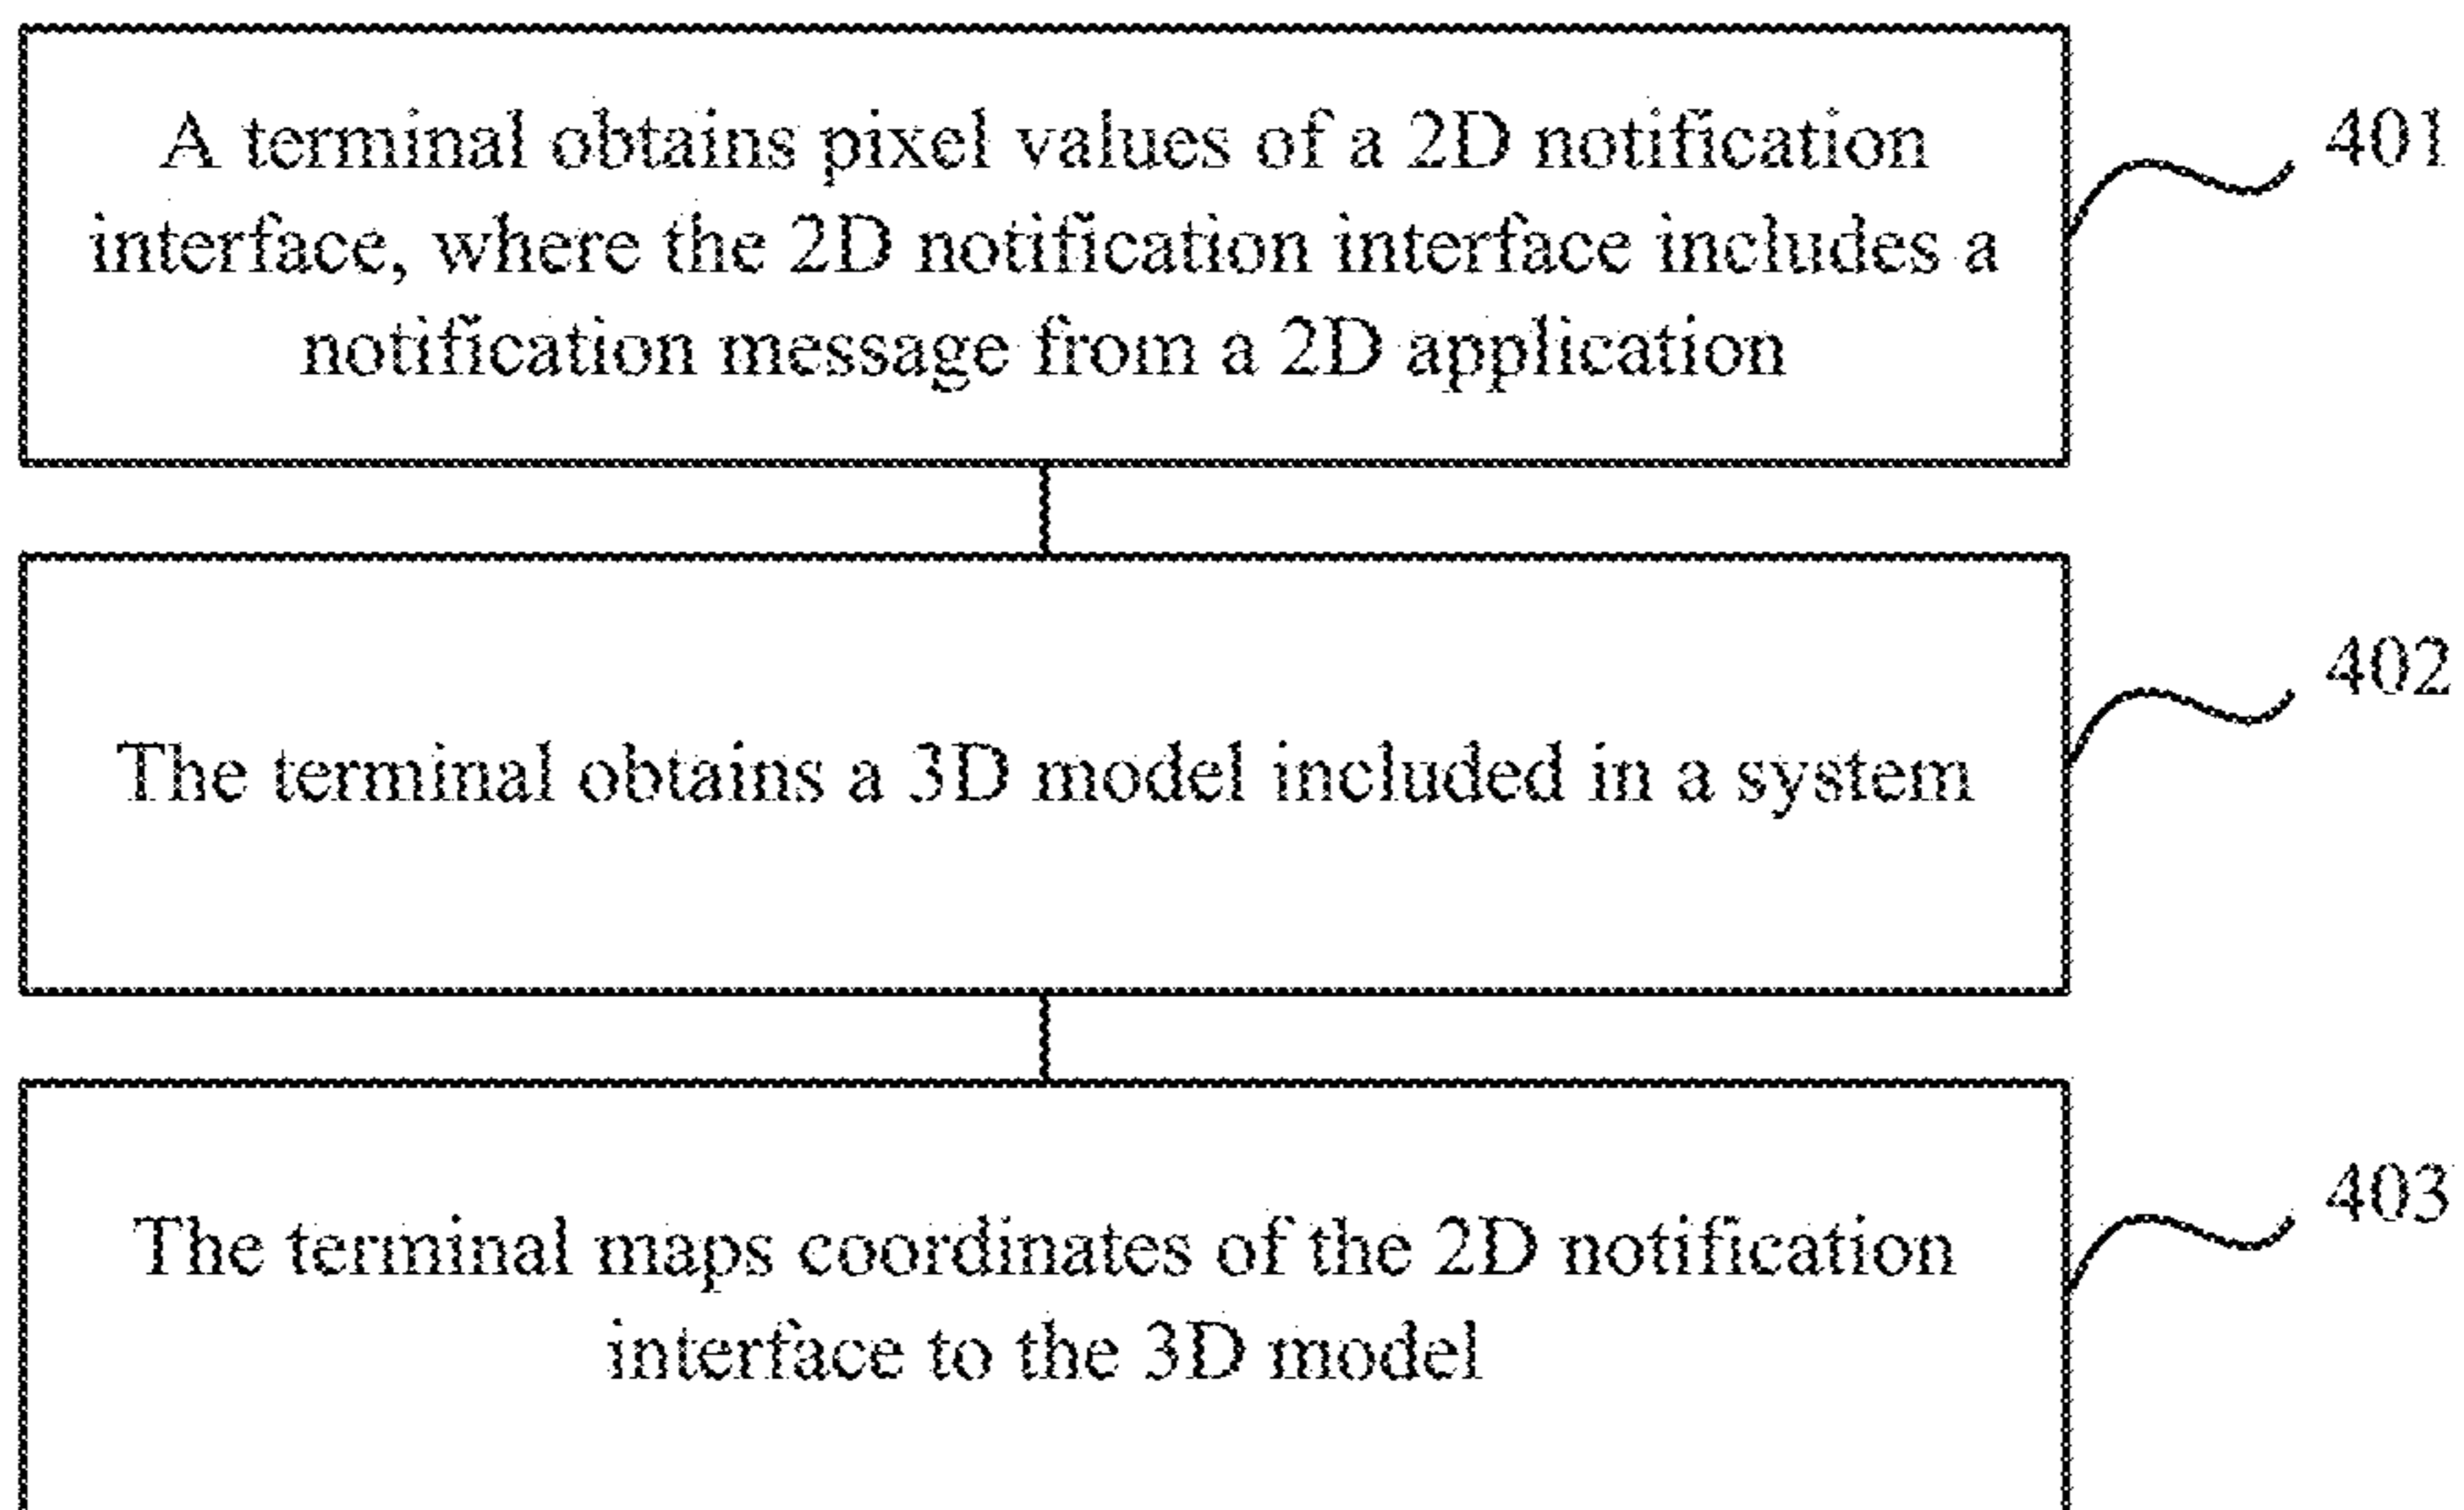 A terminal obtains pixel values of a 2D notification
interface, where the 2D notification interface includes a
notification message from a 2D application
401
The terminal obtains a 3D model included in a system
402
The terminal maps coordinates of the 2D notification
interface to the 3D model
403